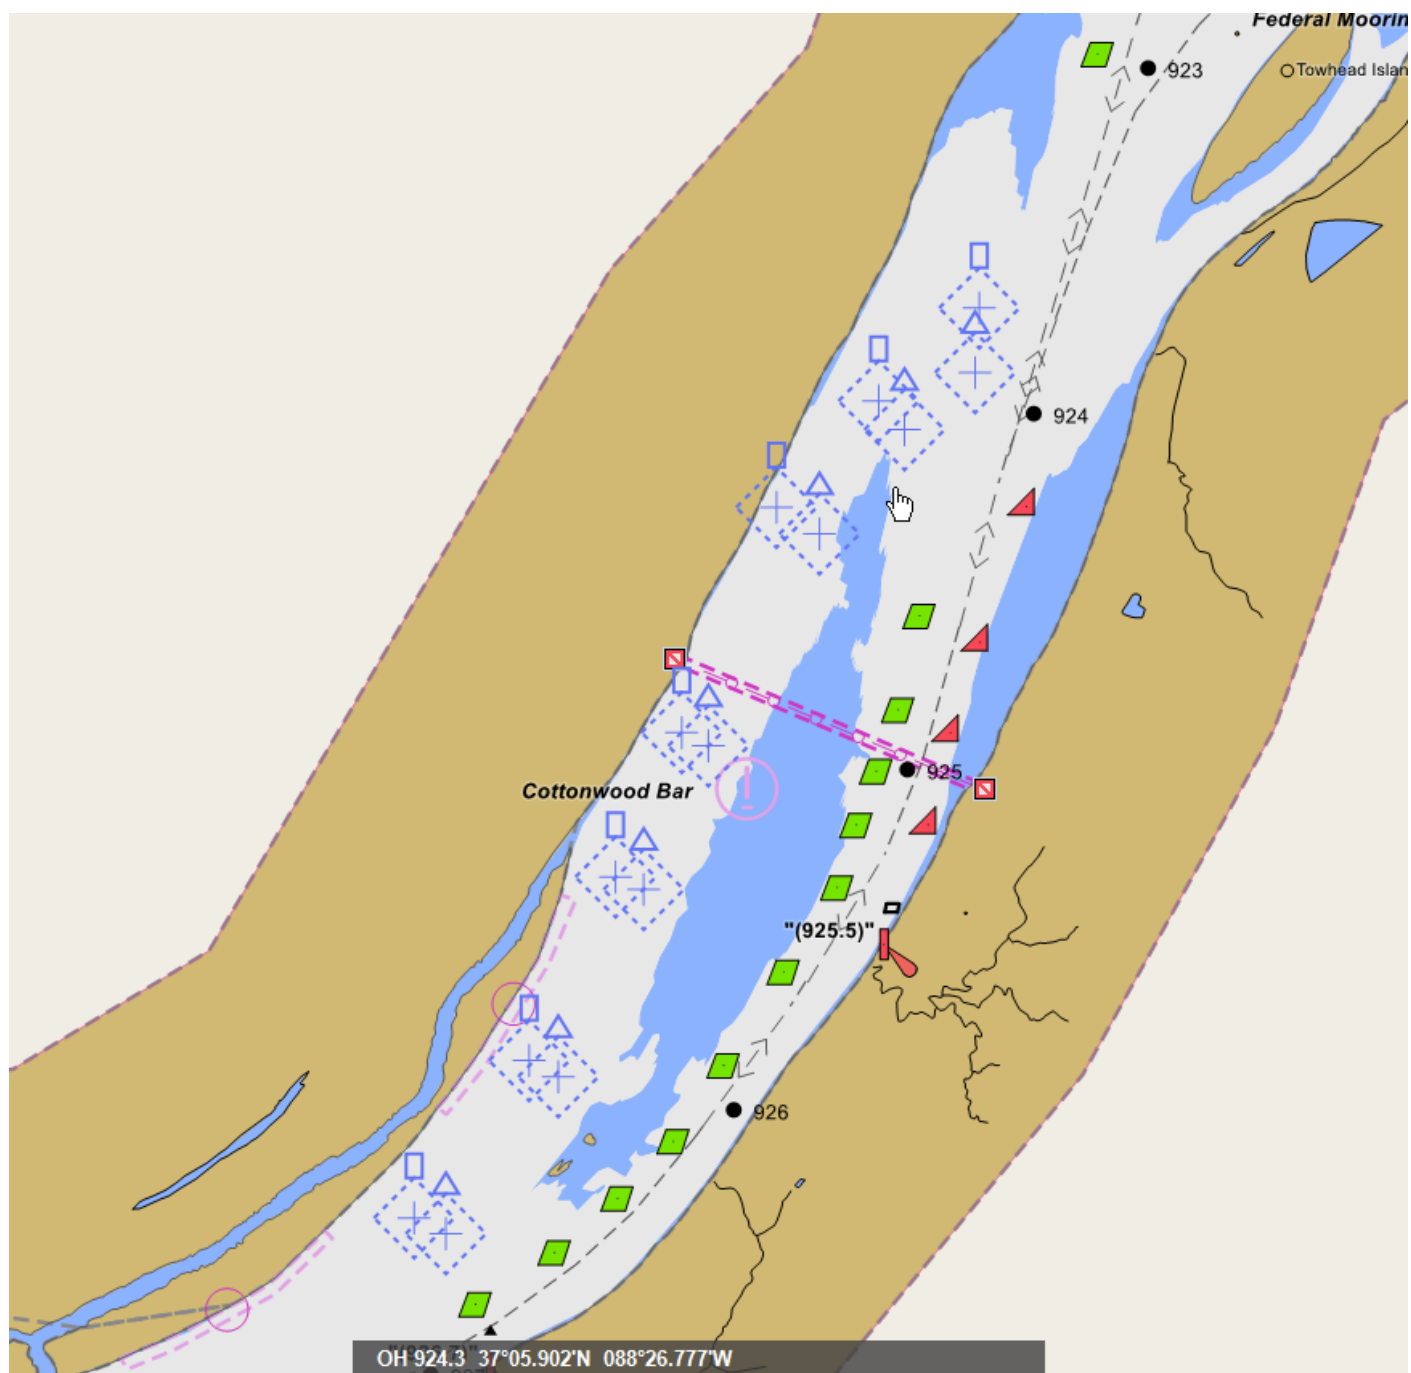 Federal Moorin
923
Towhead Islan
924
925
Cottonwood Bar
"(925.5)"
926
OH 924.3 37°05.902'N 088°26.777'W